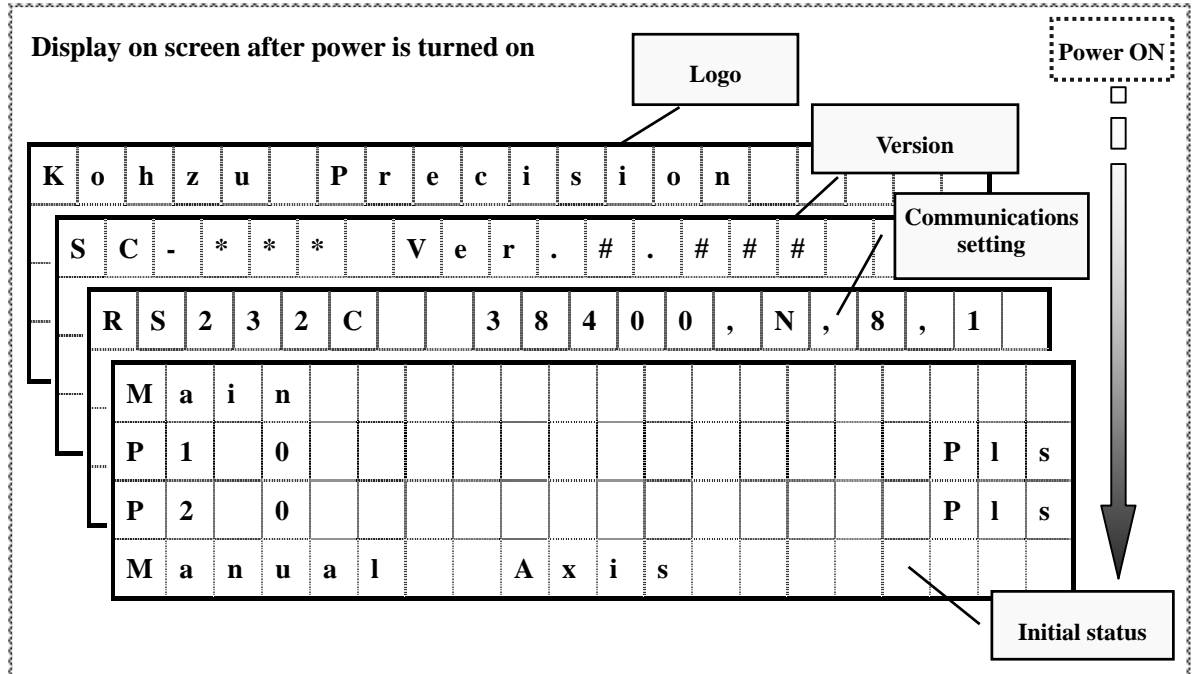 Display on screen after power is turned on
Power ON
Logo
Version
Kohzu Precision
Communications
setting
SC-*** Ver.#.###
RS232C 38400,N,8,1
Main
P1 0 Pls
P2 0 Pls
Manual Axis
Initial status